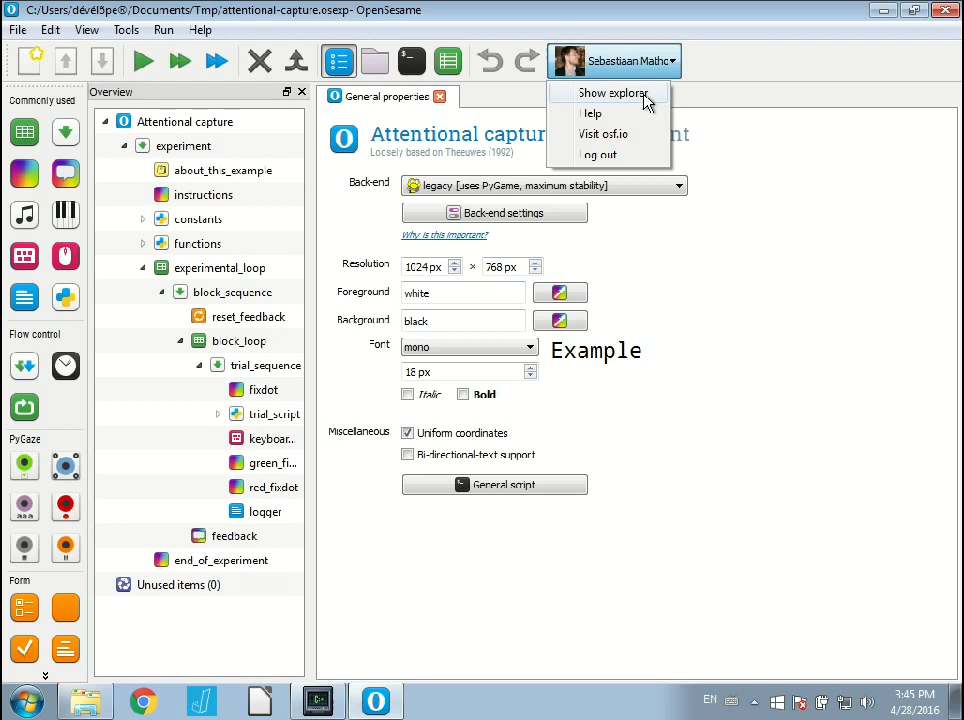 C:/Users/dévélõpe®/Documents/Tmp/attentional-capture.osexp- OpenSesame
File Edit View Tools Run Help
Sebastiaan Matho
Show explorer
Help
Visit osf.io
Log out
Commonly used
Flow control
PyGaze
Form
Overview
Attentional capture
experiment
about_this_example
instructions
constants
functions
experimental_loop
block_sequence
reset_feedback
block_loop
trial_sequence
fixdot
trial_script
keyboar...
green_fi...
red_fixdot
logger
feedback
end_of_experiment
Unused items (0)
General properties
Attentional captur
nt
Loosely based on Theeuwes (1992)
Back-end
legacy [uses PyGame, maximum stability]
Back-end settings
Why is this important?
Resolution 1024 px × 768 px
Foreground white
Background black
Font mono
Example
18 px
Italic Bold
Miscellaneous Uniform coordinates
Bi-directional-text support
General script
EN
3:45 PM
4/28/2016